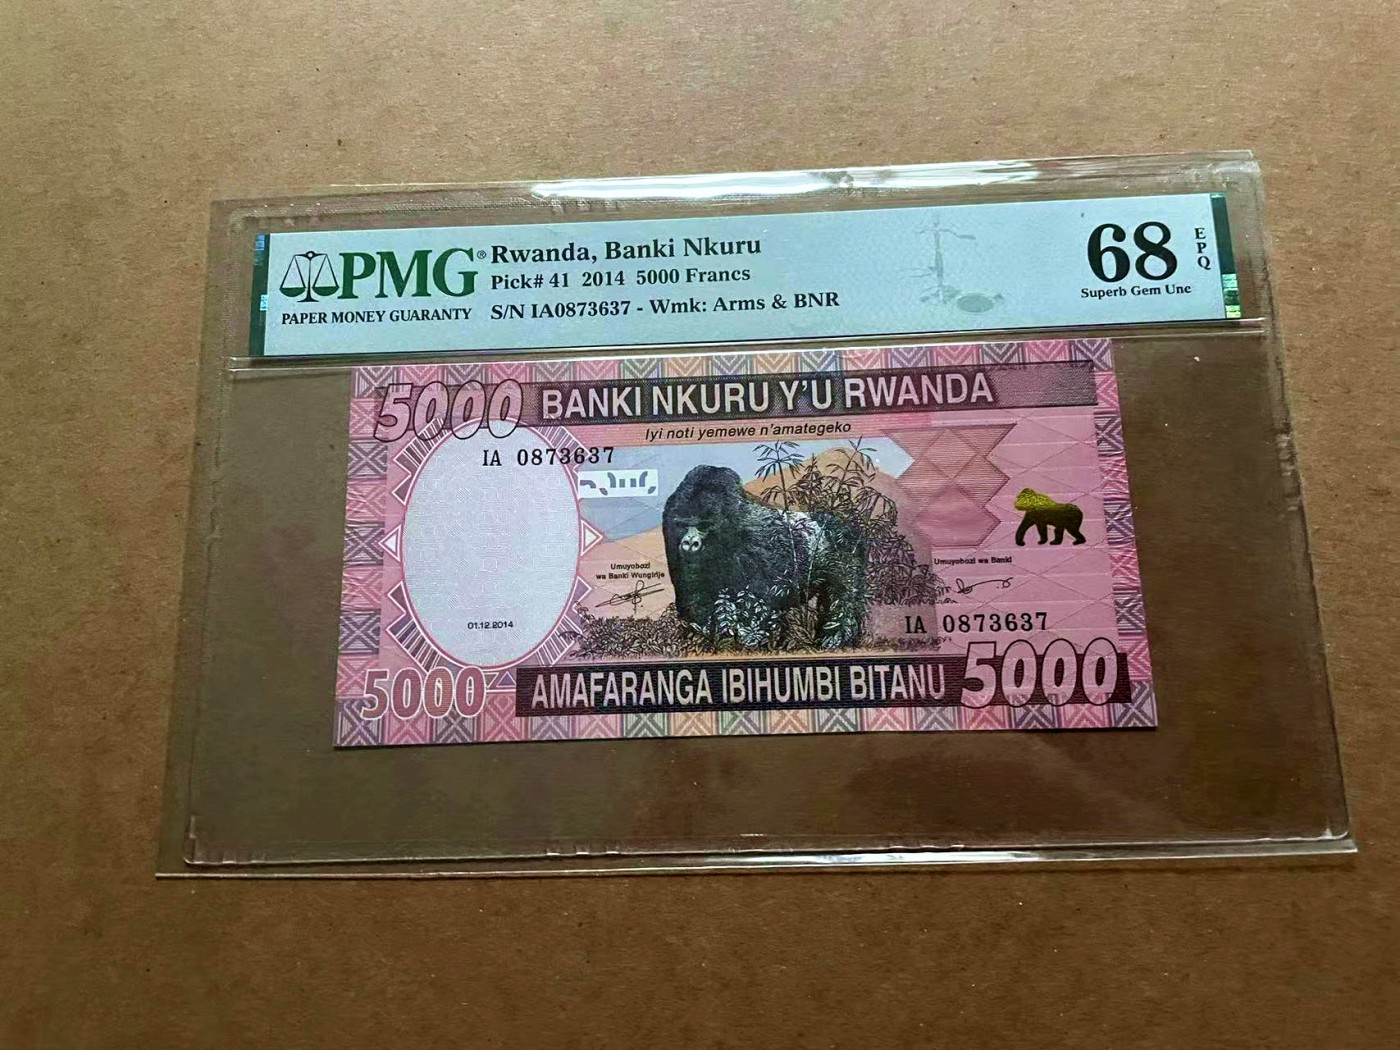 PMG®
PAPER MONEY GUARANTY
Rwanda, Banki Nkuru
Pick# 41 2014 5000 Francs
S/N IA0873637 - Wmk: Arms & BNR
68
EPQ
Superb Gem Unc
5000
BANKI NKURU Y'U RWANDA
Iyi noti yemewe n'amategeko
IA 0873637
Umuyobozi
wa Banki Wungirije
Umuyobozi wa Banki
01.12.2014
IA 0873637
5000
AMAFARANGA IBIHUMBI BITANU
5000